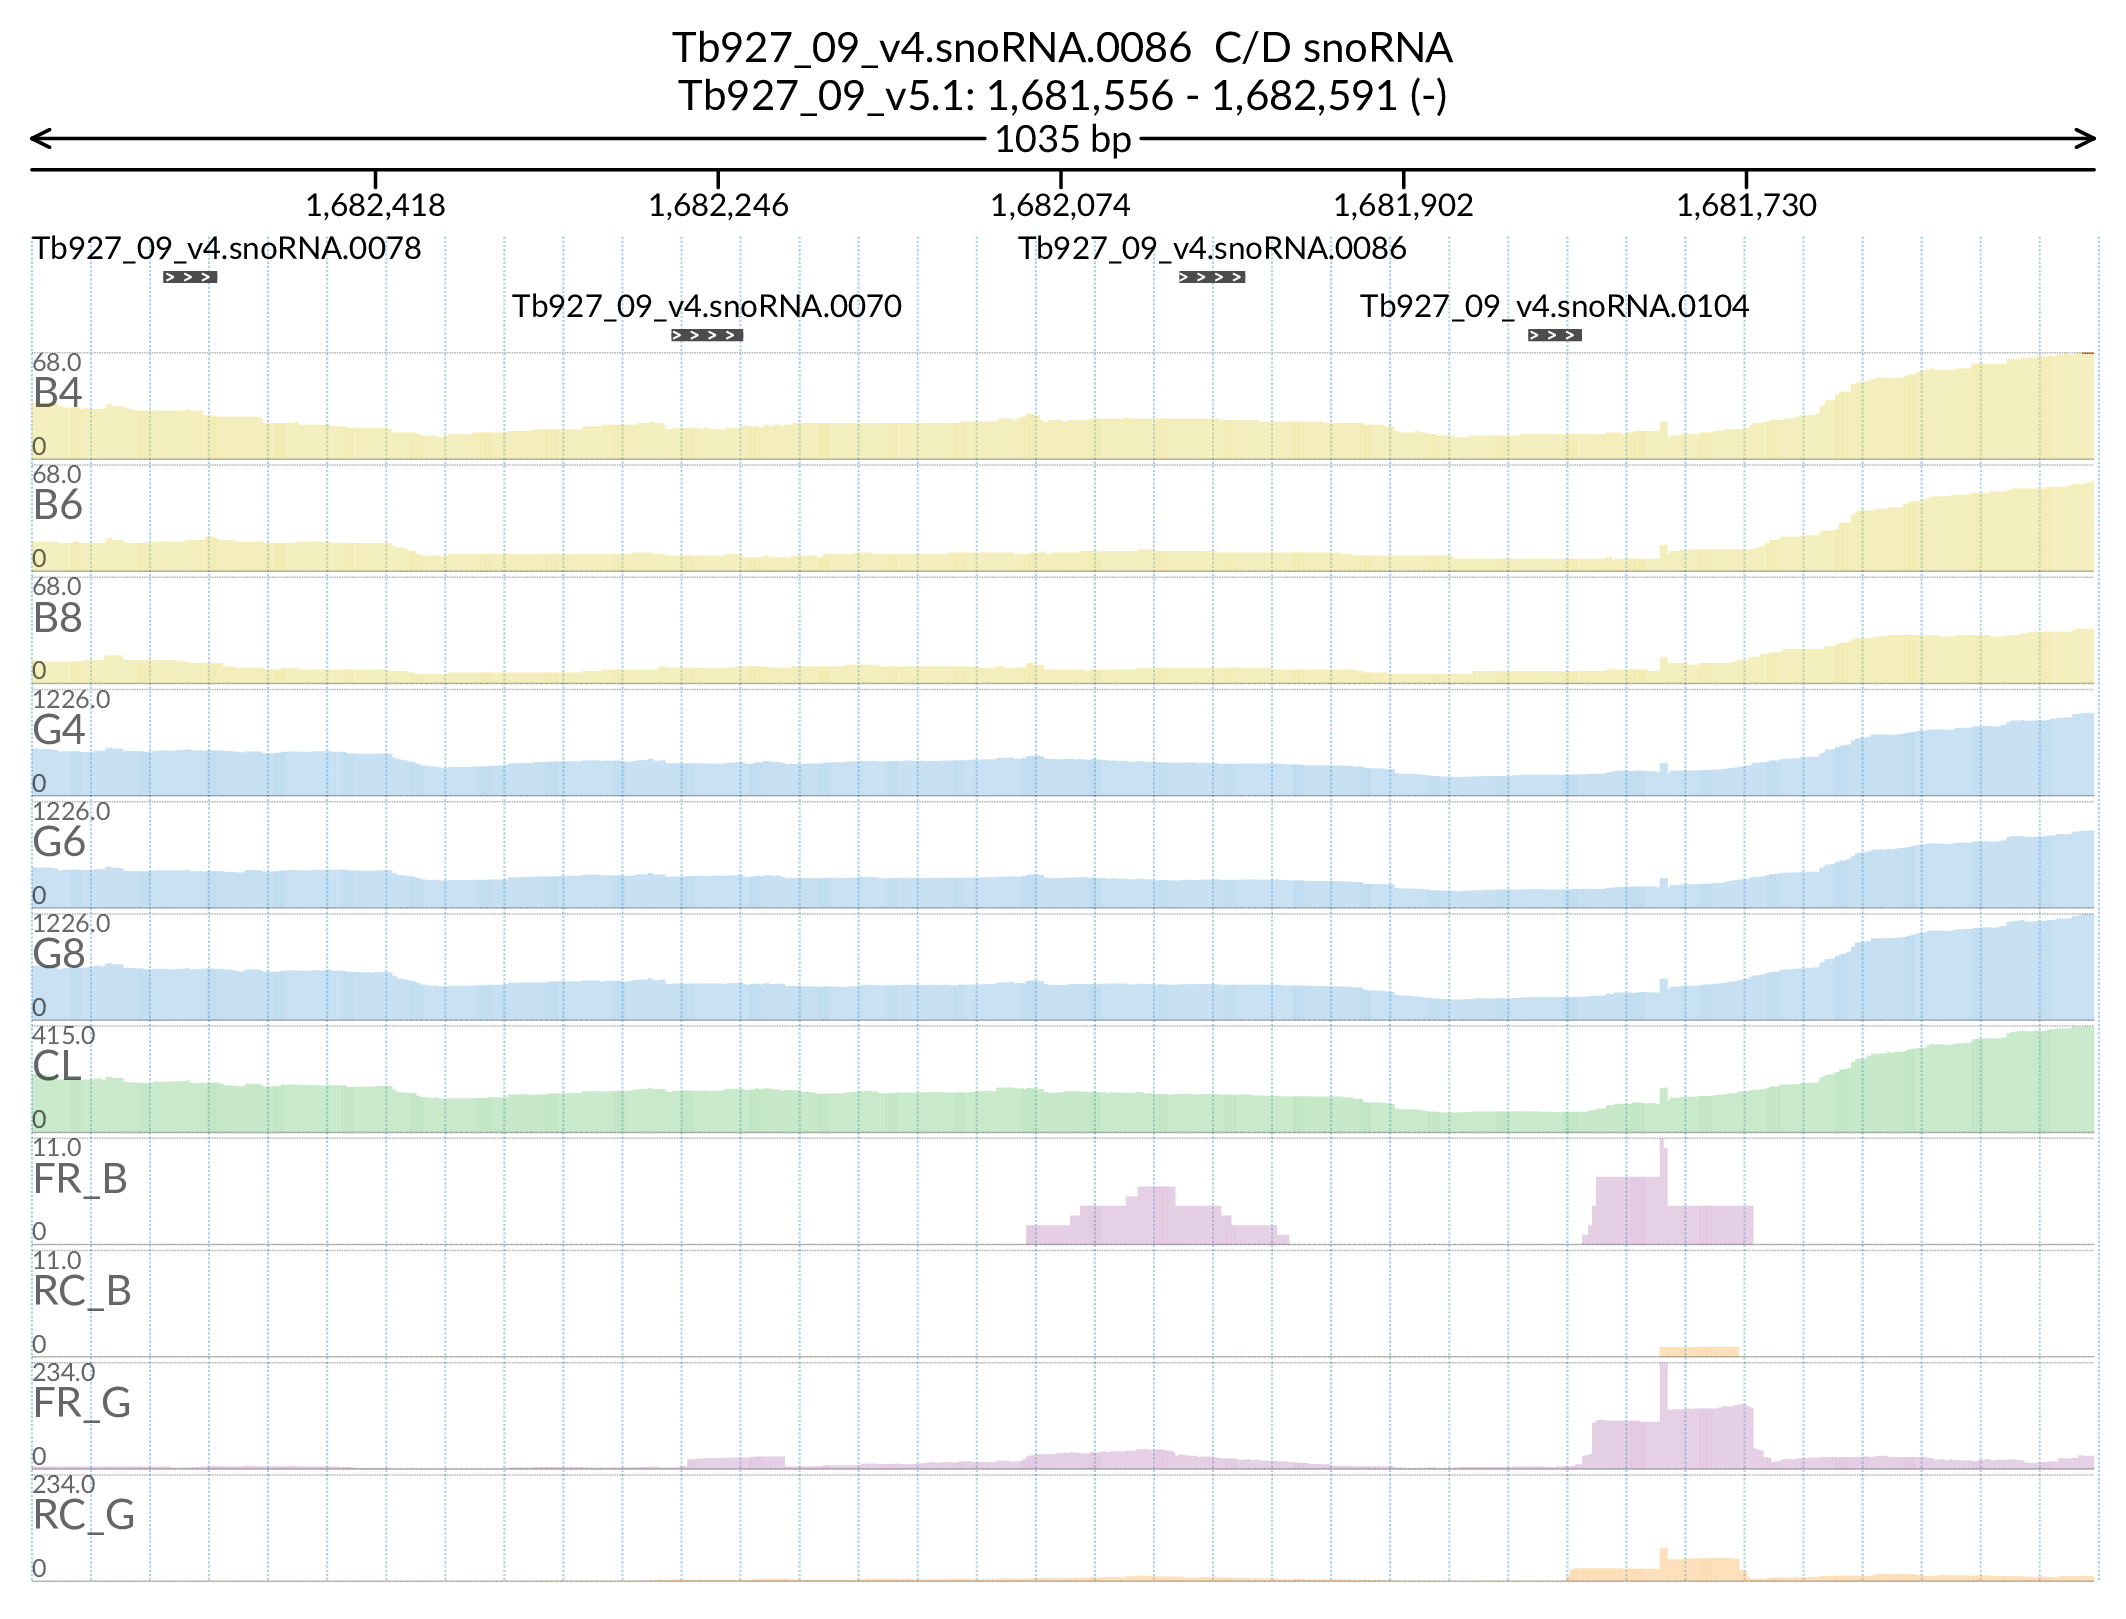 Tb927_09_v4.snoRNA.0086  C/D snoRNA
Tb927_09_v5.1: 1,681,556 - 1,682,591 (-)
1035 bp
1,682,418 1,682,246 1,682,074 1,681,902 1,681,730
Tb927_09_v4.snoRNA.0078 Tb927_09_v4.snoRNA.0086
Tb927_09_v4.snoRNA.0070 Tb927_09_v4.snoRNA.0104
68.0
B4
0
68.0
B6
0
68.0
B8
0
1226.0
G4
0
1226.0
G6
0
1226.0
G8
0
415.0
CL
0
11.0
FR_B
0
11.0
RC_B
0
234.0
FR_G
0
234.0
RC_G
0